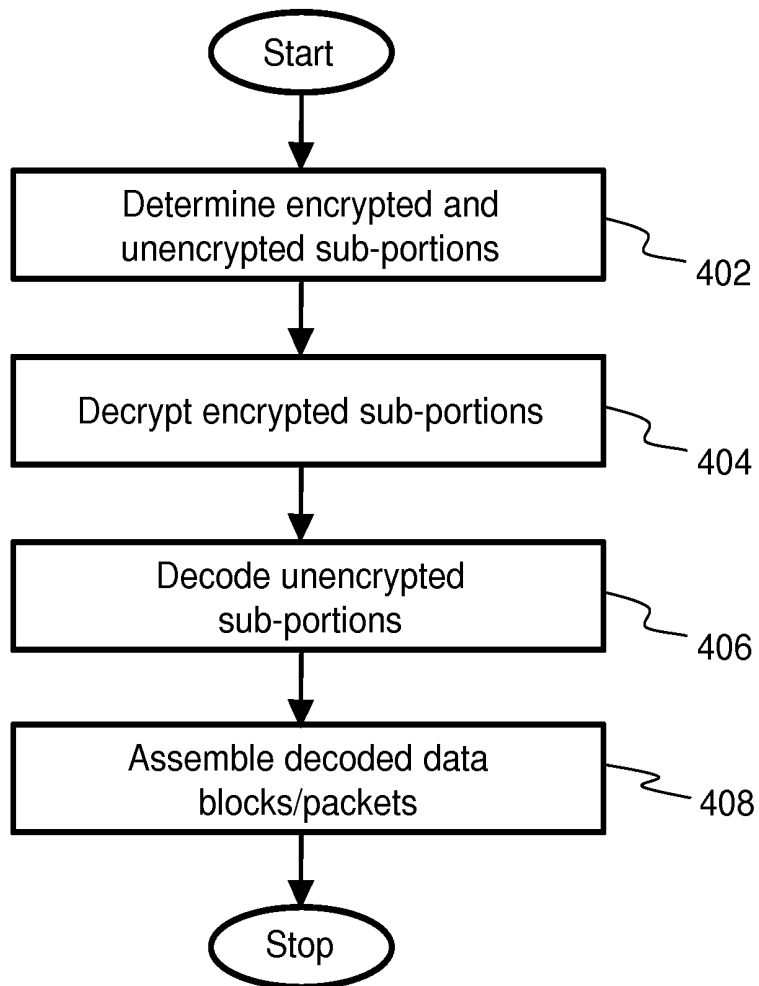 Start
Determine encrypted and
unencrypted sub-portions
402
Decrypt encrypted sub-portions
404
Decode unencrypted
sub-portions
406
Assemble decoded data
blocks/packets
408
Stop